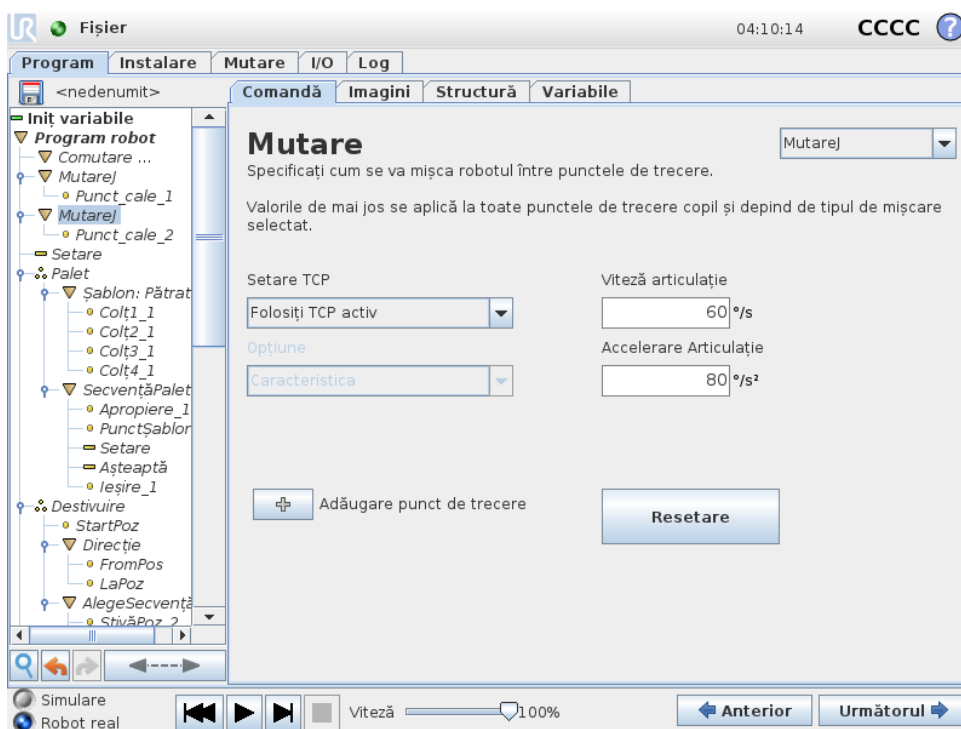 UR Fișier 04:10:14 CCCC ?
Program Instalare Mutare I/O Log
<nedenumit> Comandă Imagini Structură Variabile
Iniț variabile
Program robot
Comutare ...
MutareJ
Punct_cale_1
MutareJ
Punct_cale_2
Setare
Palet
Șablon: Pătrat
Colț1_1
Colț2_1
Colț3_1
Colț4_1
SecvențăPalet
Apropiere_1
PunctȘablon
Setare
Așteaptă
Ieșire_1
Destivuire
StartPoz
Direcție
FromPos
LaPoz
AlegeSecvență
StivăPoz_2
Mutare
MutareJ
Specificați cum se va mișca robotul între punctele de trecere.
Valorile de mai jos se aplică la toate punctele de trecere copil și depind de tipul de mișcare
selectat.
Setare TCP Viteză articulație
Folosiți TCP activ 60 °/s
Opțiune Accelerare Articulație
Caracteristica 80 °/s²
Adăugare punct de trecere Resetare
Simulare
Robot real
Viteză 100% Anterior Următorul